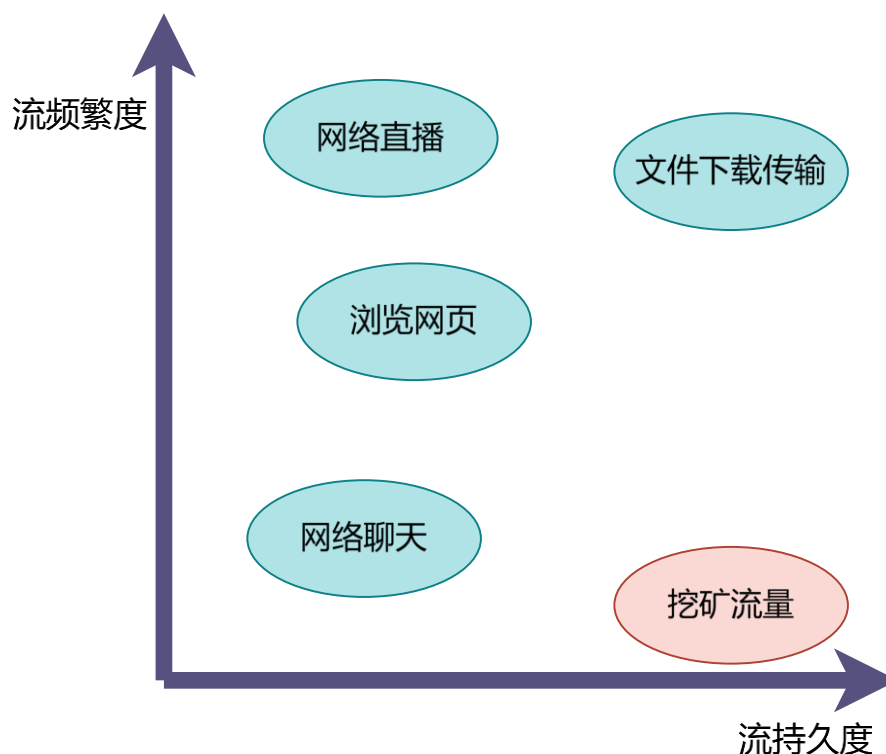 流频繁度
网络直播
文件下载传输
浏览网页
网络聊天
挖矿流量
流持久度